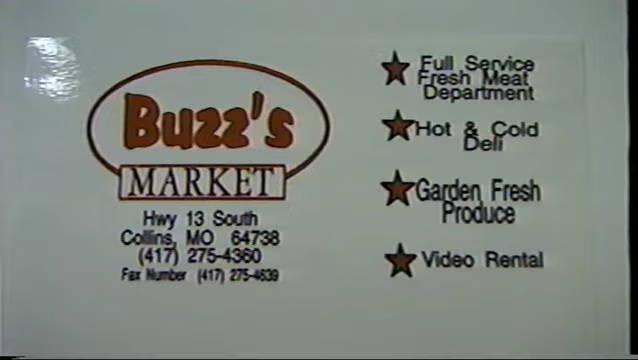 Buzz's
MARKET
Hwy 13 South
Collins, MO 64738
(417) 275-4360
Fax Number (417) 275-4639
Full Service
Fresh Meat
Department
Hot & Cold
Deli
Garden Fresh
Produce
Video Rental